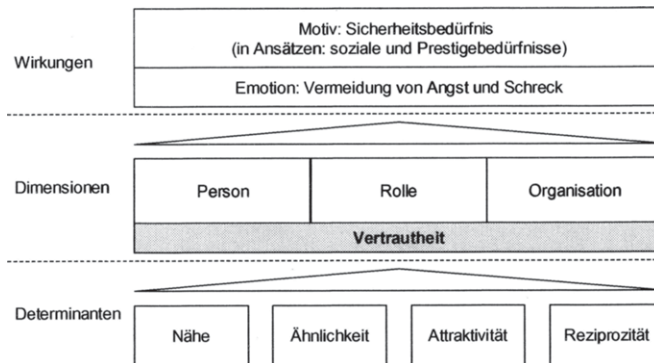 Wirkungen
Motiv: Sicherheitsbedürfnis
(in Ansätzen: soziale und Prestigebedürfnisse)
Emotion: Vermeidung von Angst und Schreck
Dimensionen
Person
Rolle
Organisation
Vertrautheit
Determinanten
Nähe
Ähnlichkeit
Attraktivität
Reziprozität